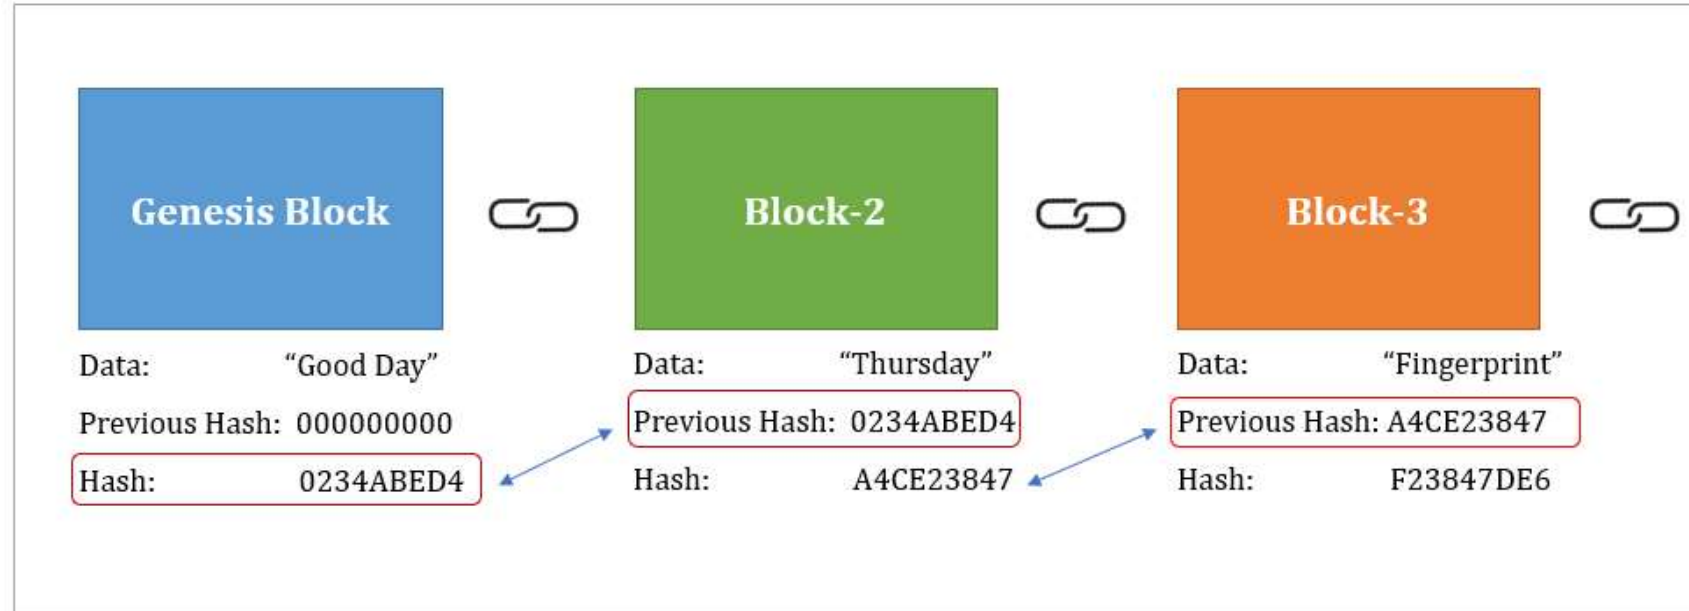 Genesis Block
Data: “Good Day”
Previous Hash: 000000000
Hash: 0234ABED4
Block-2
Data: “Thursday”
Previous Hash: 0234ABED4
Hash: A4CE23847
Block-3
Data: “Fingerprint”
Previous Hash: A4CE23847
Hash: F23847DE6